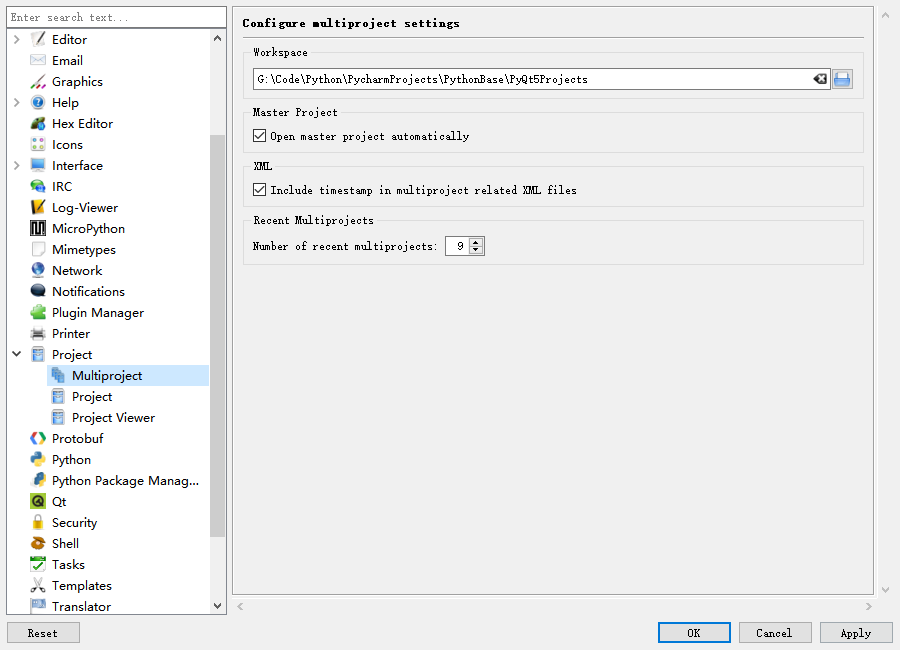 Enter search text...
Editor
Email
Graphics
Help
Hex Editor
Icons
Interface
IRC
Log-Viewer
MicroPython
Mimetypes
Network
Notifications
Plugin Manager
Printer
Project
Multiproject
Project
Project Viewer
Protobuf
Python
Python Package Manag...
Qt
Security
Shell
Tasks
Templates
Translator
Configure multiproject settings
Workspace
G:\Code\Python\PycharmProjects\PythonBase\PyQt5Projects
Master Project
Open master project automatically
XML
Include timestamp in multiproject related XML files
Recent Multiprojects
Number of recent multiprojects: 9
Reset
OK
Cancel
Apply